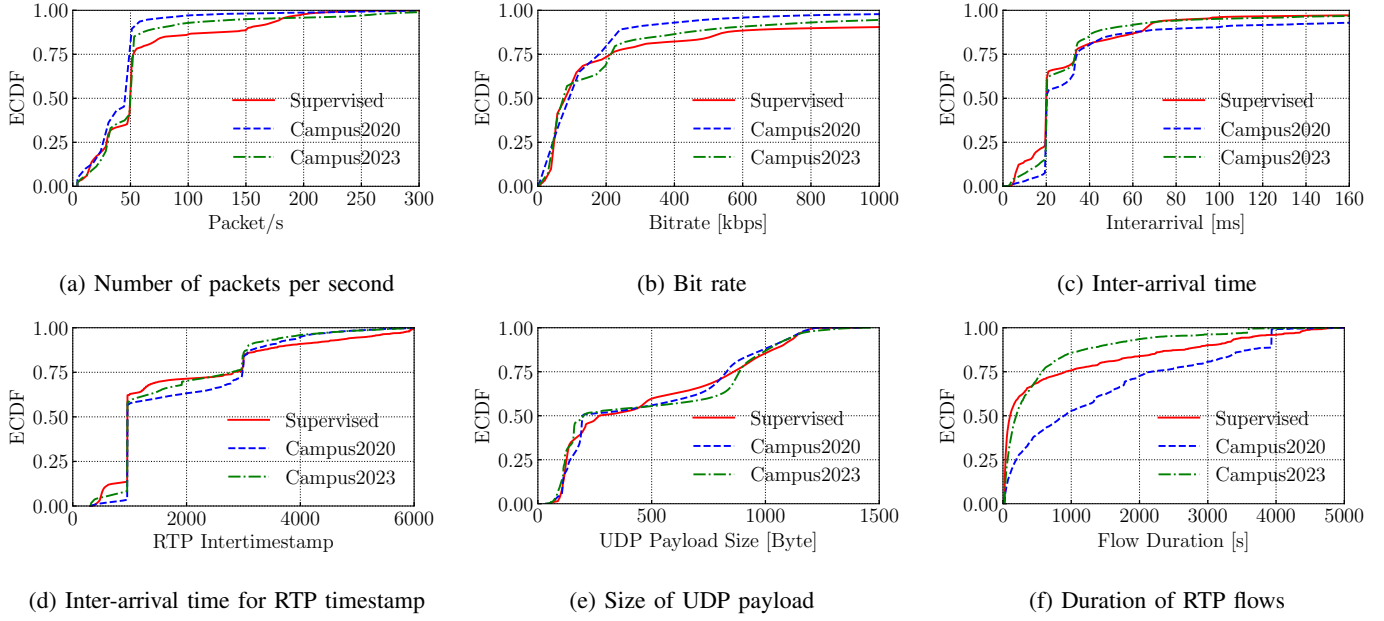 1.00
0.75
0.50
0.25
0.00
ECDF
0 50 100 150 200 250 300
Packet/s
Supervised
Campus2020
Campus2023
(a) Number of packets per second
1.00
0.75
0.50
0.25
0.00
ECDF
0 200 400 600 800 1000
Bitrate [kbps]
Supervised
Campus2020
Campus2023
(b) Bit rate
1.00
0.75
0.50
0.25
0.00
ECDF
0 20 40 60 80 100 120 140 160
Interarrival [ms]
Supervised
Campus2020
Campus2023
(c) Inter-arrival time
1.00
0.75
0.50
0.25
0.00
ECDF
0 2000 4000 6000
RTP Intertimestamp
Supervised
Campus2020
Campus2023
(d) Inter-arrival time for RTP timestamp
1.00
0.75
0.50
0.25
0.00
ECDF
0 500 1000 1500
UDP Payload Size [Byte]
Supervised
Campus2020
Campus2023
(e) Size of UDP payload
1.00
0.75
0.50
0.25
0.00
ECDF
0 1000 2000 3000 4000 5000
Flow Duration [s]
Supervised
Campus2020
Campus2023
(f) Duration of RTP flows